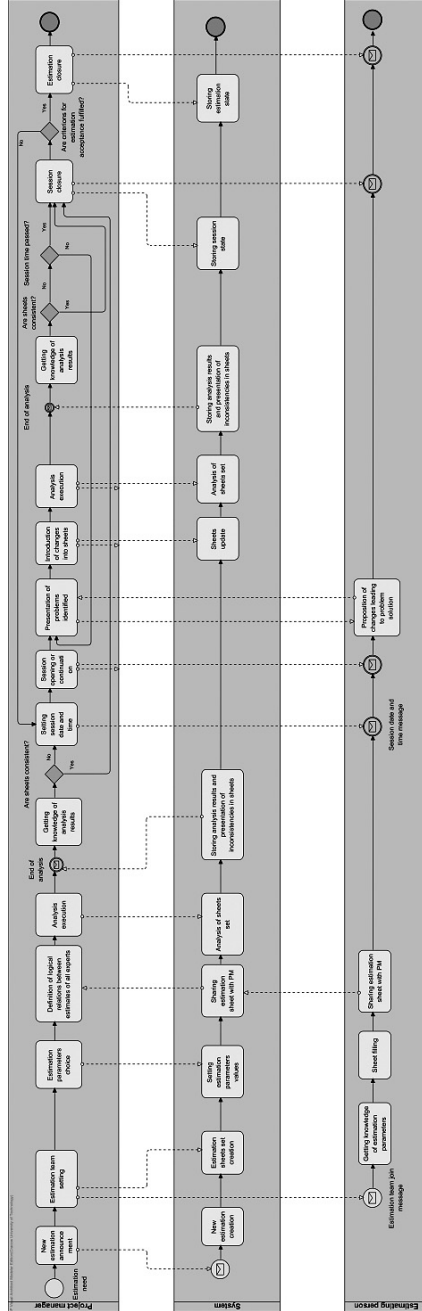 Project manager
Estimation
need
New
estimation
announce
ment
Estimation team
setting
Estimation
parameters
choice
Definition of logical
relations between
estimates of all experts
Analysis
execution
End of
analysis
Getting
knowledge of
analysis
results
Are sheets consistent?
No
Yes
Setting
session
date and
time
Session
opening or
continuati
on
Presentation of
problems
identified
Introduction
of changes
into sheets
Analysis
execution
End of analysis
Getting
knowledge of
analysis
results
Are sheets
consistent?
No
Yes
Session time passed?
Yes
No
Session
closure
No
Yes
Are criterions for
estimation
acceptance fulfilled?
Estimation
closure
System
New
estimation
creation
Estimation
sheets set
creation
Setting
estimation
parameters
values
Sharing
estimation
sheet with PM
Analysis of sheets
set
Storing analysis results and
presentation of
inconsistencies in sheets
Sheets
update
Analysis of
sheets set
Storing analysis results
and presentation of
inconsistencies in sheets
Storing session
state
Storing
estimation
state
Estimating person
Estimation team join
message
Getting knowledge
of estimation
parameters
Sheet filling
Sharing estimation
sheet with PM
Session date and
time message
Proposition of
changes leading
to problem
solution